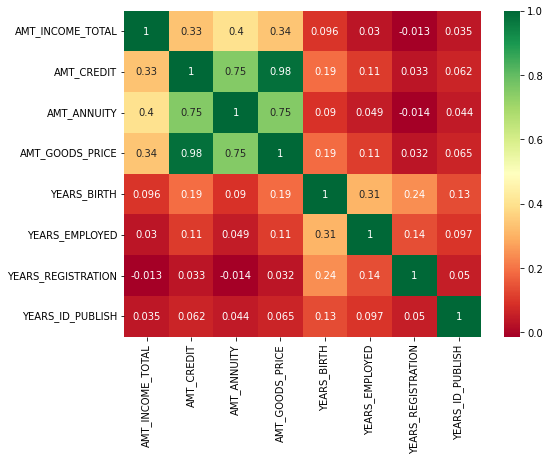 AMT_INCOME_TOTAL 1 0.33 0.4 0.34 0.096 0.03 -0.013 0.035
AMT_CREDIT 0.33 1 0.75 0.98 0.19 0.11 0.033 0.062
AMT_ANNUITY 0.4 0.75 1 0.75 0.09 0.049 -0.014 0.044
AMT_GOODS_PRICE 0.34 0.98 0.75 1 0.19 0.11 0.032 0.065
YEARS_BIRTH 0.096 0.19 0.09 0.19 1 0.31 0.24 0.13
YEARS_EMPLOYED 0.03 0.11 0.049 0.11 0.31 1 0.14 0.097
YEARS_REGISTRATION -0.013 0.033 -0.014 0.032 0.24 0.14 1 0.05
YEARS_ID_PUBLISH 0.035 0.062 0.044 0.065 0.13 0.097 0.05 1
AMT_INCOME_TOTAL
AMT_CREDIT
AMT_ANNUITY
AMT_GOODS_PRICE
YEARS_BIRTH
YEARS_EMPLOYED
YEARS_REGISTRATION
YEARS_ID_PUBLISH
1.0
0.8
0.6
0.4
0.2
0.0